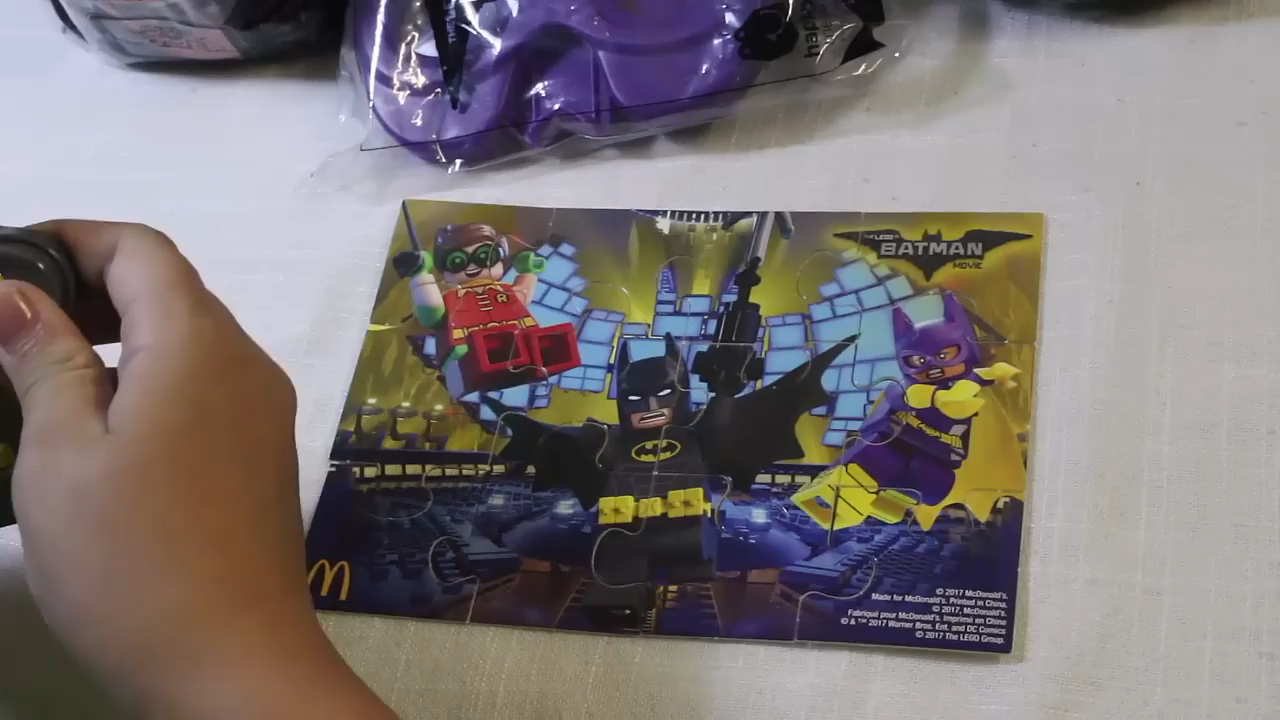 THE LEGO
BATMAN
MOVIE
R
© 2017 McDonald's.
Made for McDonald's. Printed in China.
© 2017, McDonald's.
Fabriqué pour McDonald's. Imprimé en Chine
© & ™ 2017 Warner Bros. Ent. and DC Comics
© 2017 The LEGO Group.